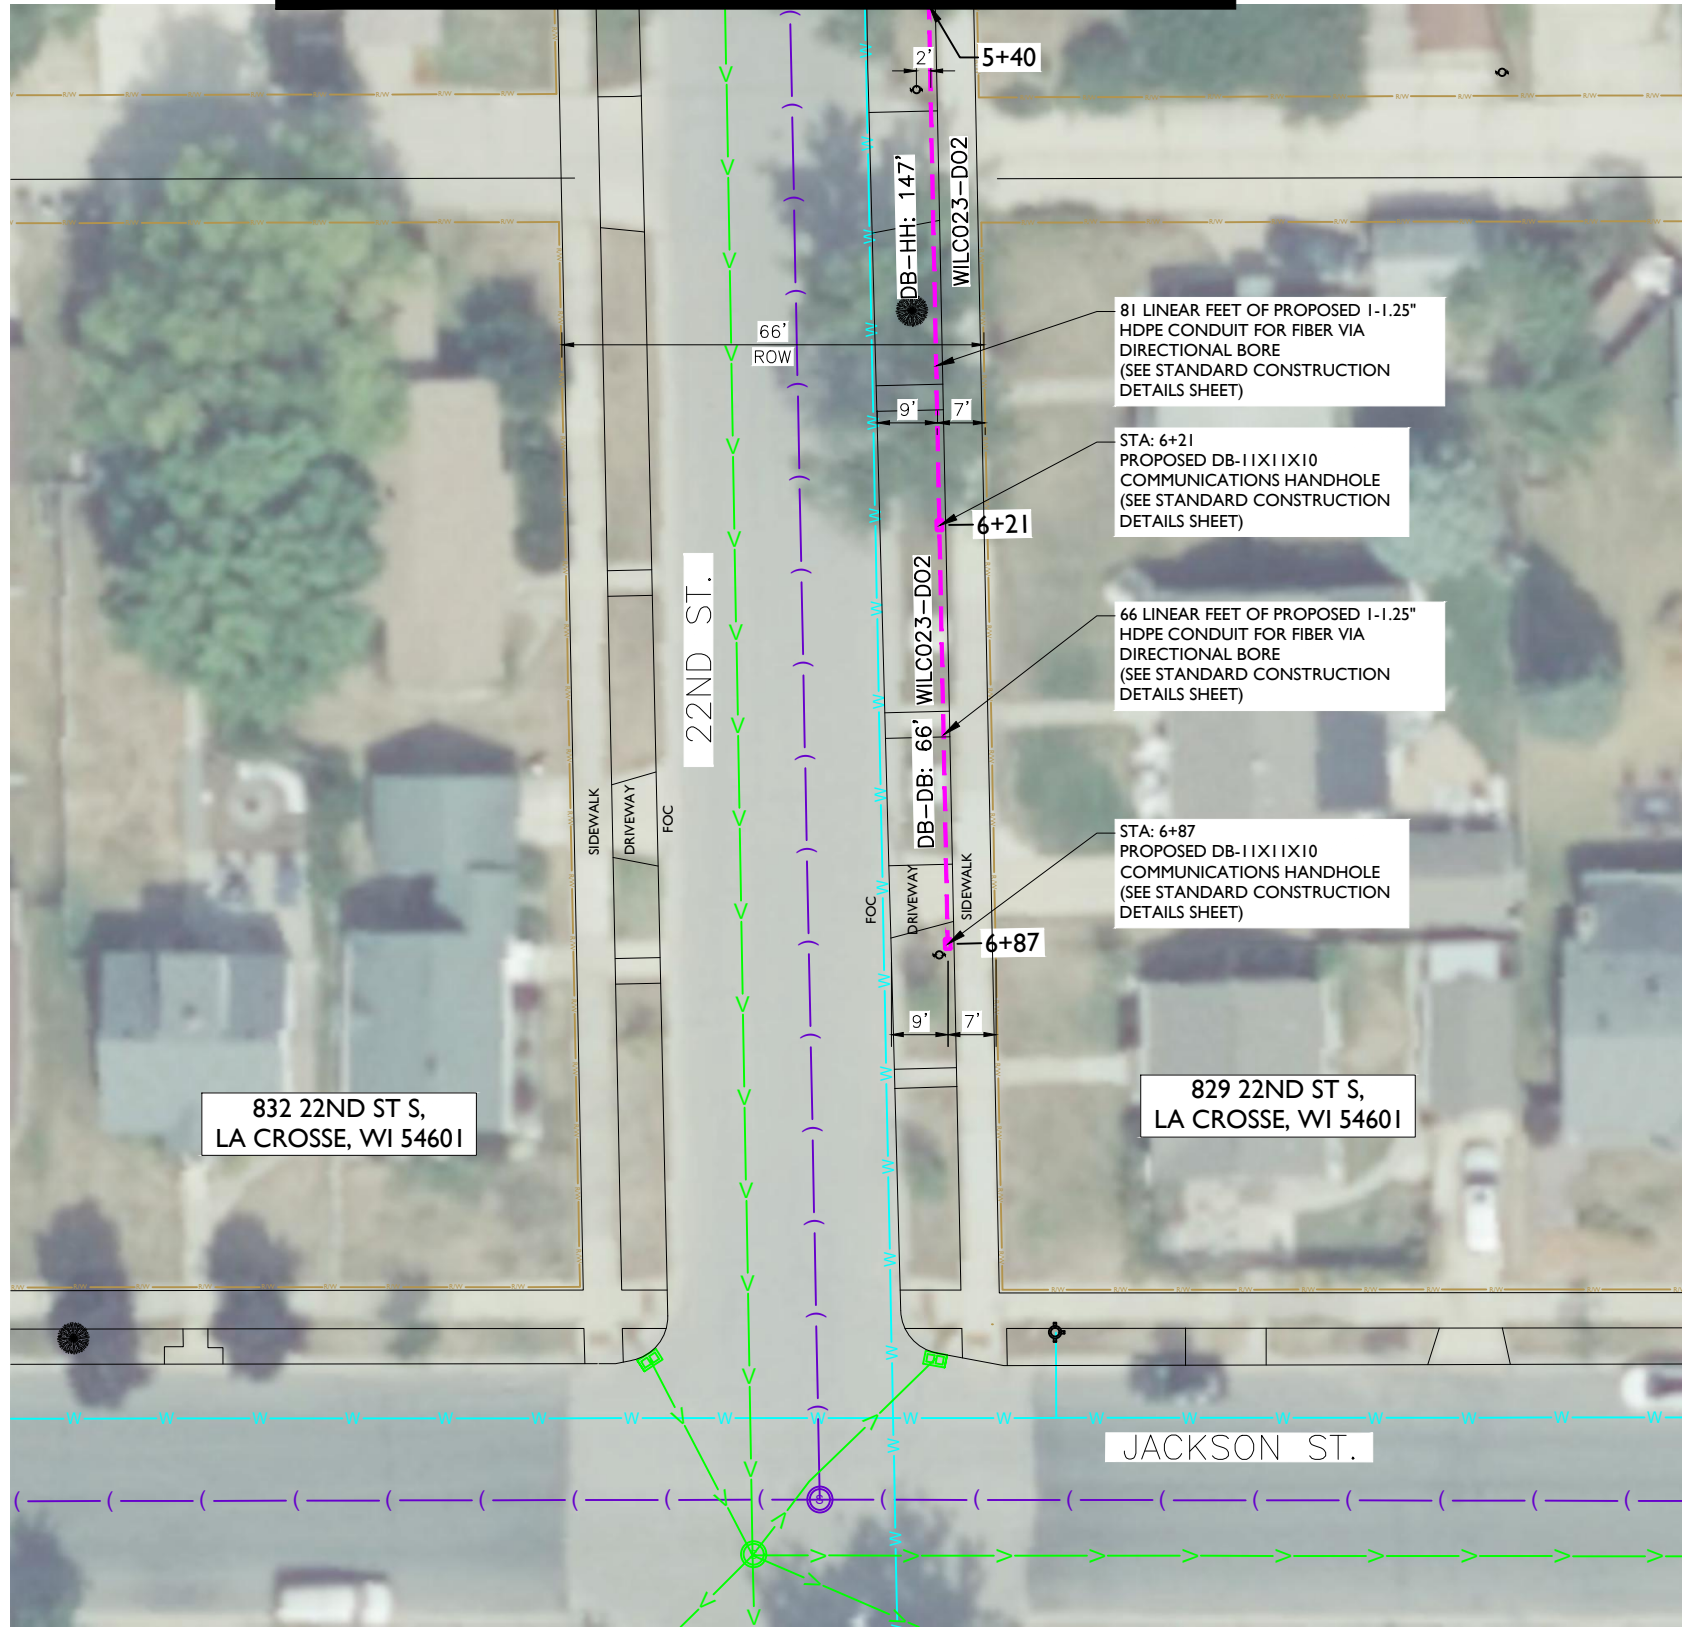 5+40
2'
DB-HH: 147'
WILC023-D02
66'
ROW
81 LINEAR FEET OF PROPOSED 1-1.25"
HDPE CONDUIT FOR FIBER VIA
DIRECTIONAL BORE
(SEE STANDARD CONSTRUCTION
DETAILS SHEET)
9'
7'
STA: 6+21
PROPOSED DB-11X11X10
COMMUNICATIONS HANDHOLE
(SEE STANDARD CONSTRUCTION
DETAILS SHEET)
6+21
22ND ST.
DB-DB: 66' WILC023-D02
66 LINEAR FEET OF PROPOSED 1-1.25"
HDPE CONDUIT FOR FIBER VIA
DIRECTIONAL BORE
(SEE STANDARD CONSTRUCTION
DETAILS SHEET)
SIDEWALK
DRIVEWAY
FOC
FOC
DRIVEWAY
SIDEWALK
STA: 6+87
PROPOSED DB-11X11X10
COMMUNICATIONS HANDHOLE
(SEE STANDARD CONSTRUCTION
DETAILS SHEET)
6+87
9'
7'
832 22ND ST S,
LA CROSSE, WI 54601
829 22ND ST S,
LA CROSSE, WI 54601
JACKSON ST.